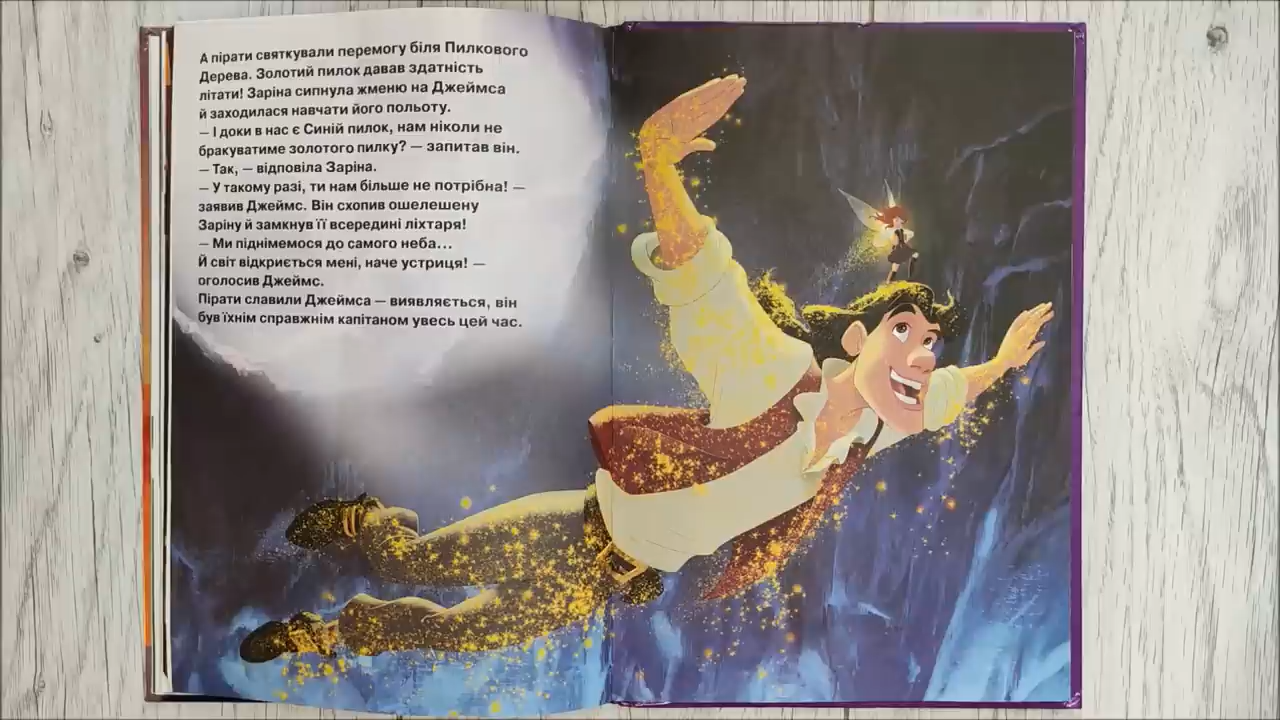 А пірати святкували перемогу біля Пилкового
Дерева. Золотий пилок давав здатність
літати! Заріна сипнула жменю на Джеймса
й заходилася навчати його польоту.
— І доки в нас є Синій пилок, нам ніколи не
бракуватиме золотого пилку? — запитав він.
— Так, — відповіла Заріна.
— У такому разі, ти нам більше не потрібна! —
заявив Джеймс. Він схопив ошелешену
Заріну й замкнув її всередині ліхтаря!
— Ми піднімемося до самого неба...
Й світ відкриється мені, наче устриця! —
оголосив Джеймс.
Пірати славили Джеймса — виявляється, він
був їхнім справжнім капітаном увесь цей час.